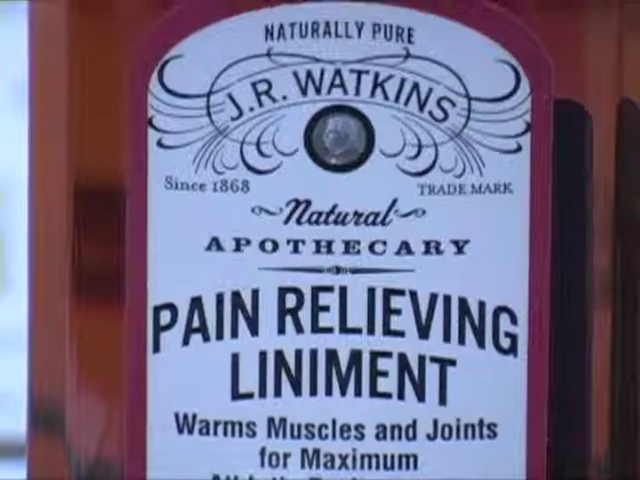 NATURALLY PURE
J.R. WATKINS
Since 1868
TRADE MARK
Natural
APOTHECARY
PAIN RELIEVING
LINIMENT
Warms Muscles and Joints
for Maximum